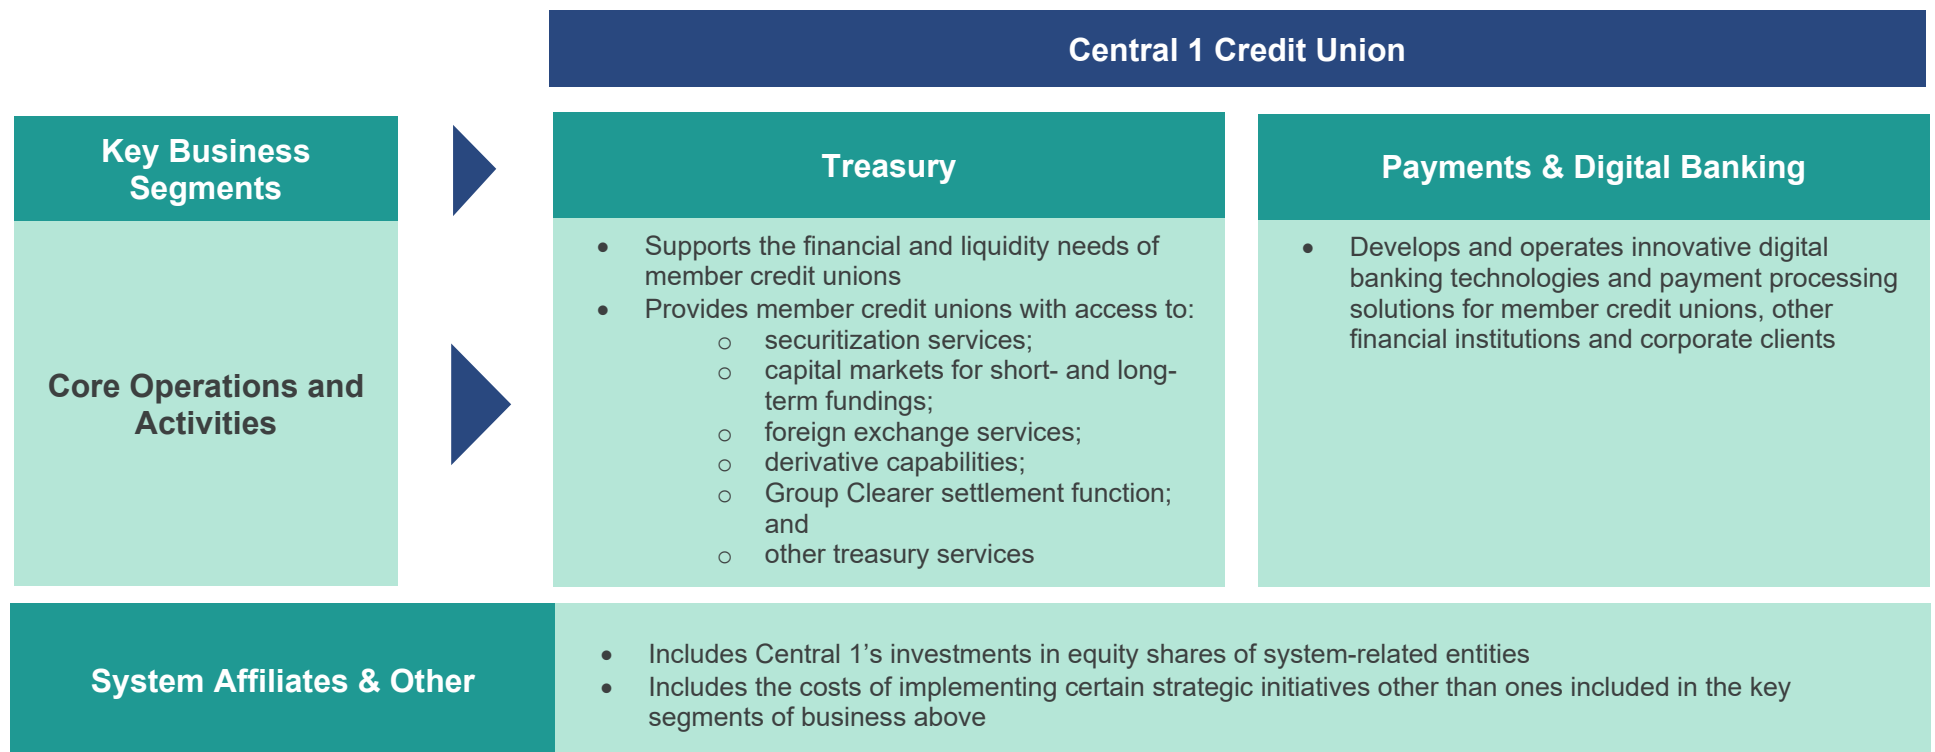 Central 1 Credit Union
Key Business
Segments
Treasury
Payments & Digital Banking
Core Operations and
Activities
• Supports the financial and liquidity needs of
member credit unions
• Provides member credit unions with access to:
o securitization services;
o capital markets for short- and long-
term fundings;
o foreign exchange services;
o derivative capabilities;
o Group Clearer settlement function;
and
o other treasury services
• Develops and operates innovative digital
banking technologies and payment processing
solutions for member credit unions, other
financial institutions and corporate clients
System Affiliates & Other
• Includes Central 1’s investments in equity shares of system-related entities
• Includes the costs of implementing certain strategic initiatives other than ones included in the key
segments of business above